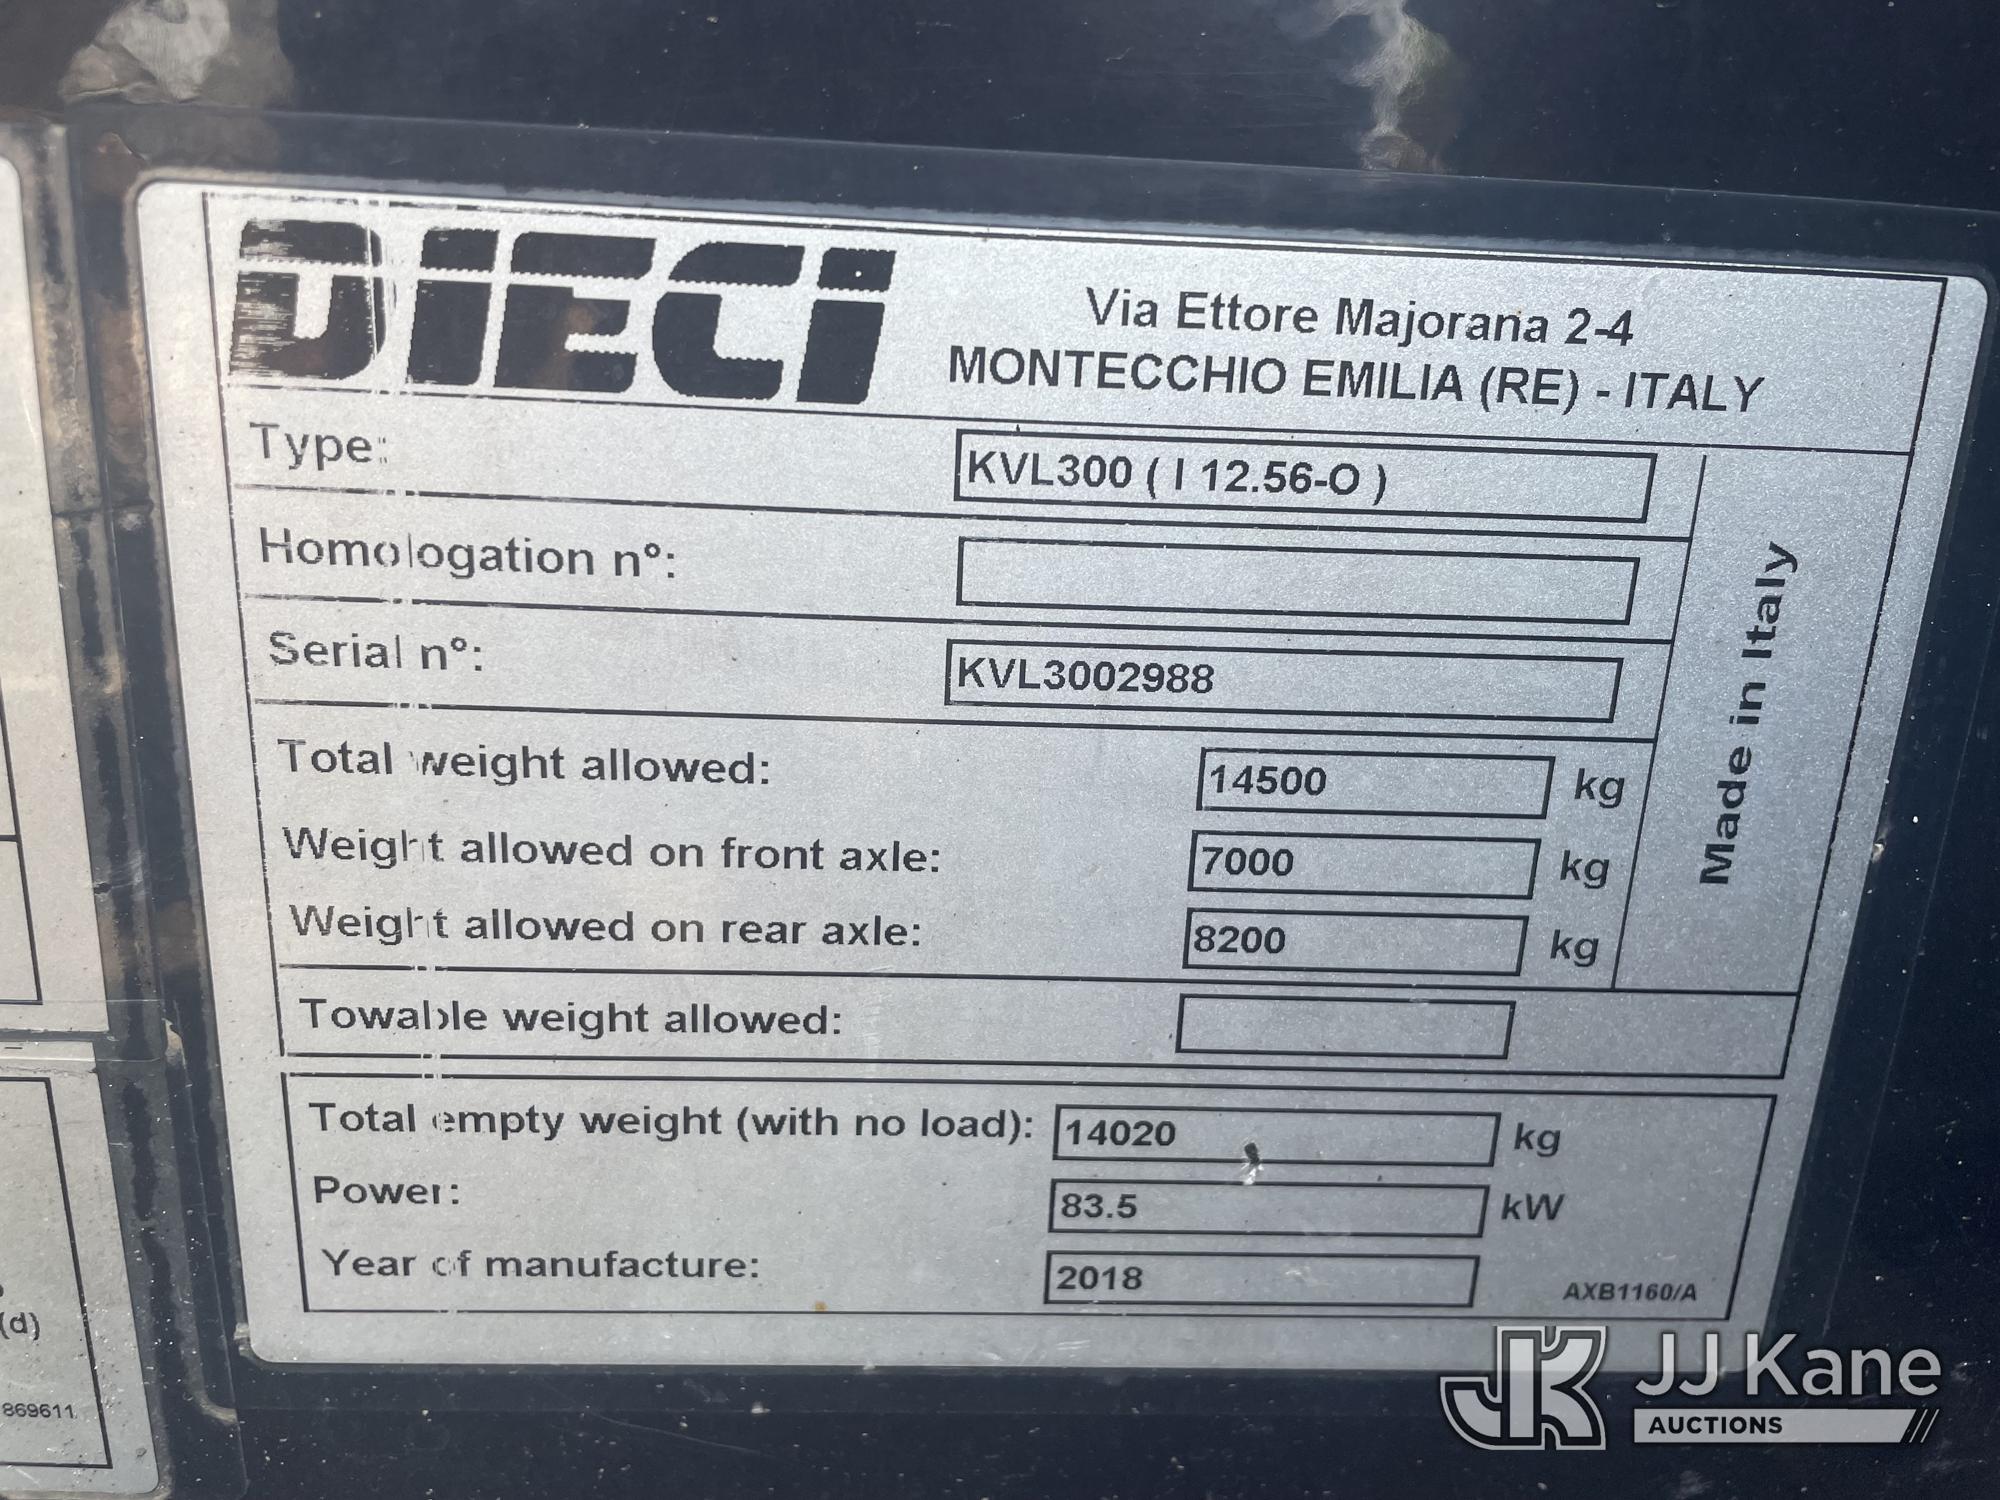 DIECI
Via Ettore Majorana 2-4
MONTECCHIO EMILIA (RE) - ITALY
Type: KVL300 ( I 12.56-O )
Homologation n°:
Serial n°: KVL3002988
Total weight allowed: 14500 kg
Weight allowed on front axle: 7000 kg
Weight allowed on rear axle: 8200 kg
Made in Italy
Towable weight allowed:
Total empty weight (with no load): 14020 kg
Power: 83.5 kW
Year of manufacture: 2018
AXB1160/A
(d)
869611
JK JJ Kane
AUCTIONS